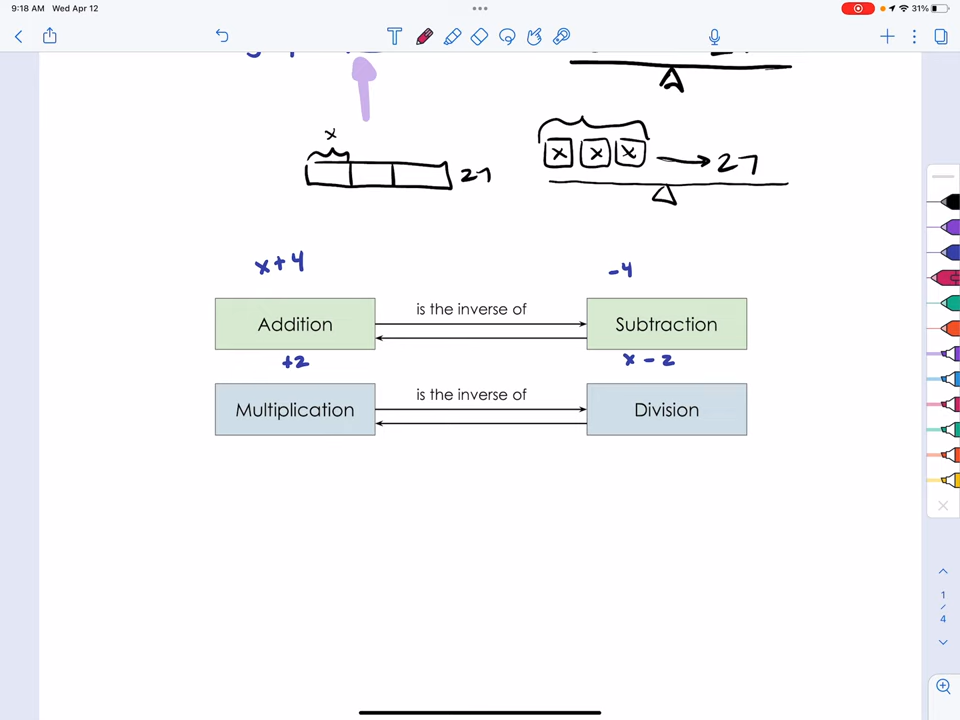 9:18 AM Wed Apr 12
31%
x
x x x
27
27
x+4
-4
is the inverse of
Addition
Subtraction
+2
x - 2
is the inverse of
Multiplication
Division
1
/
4